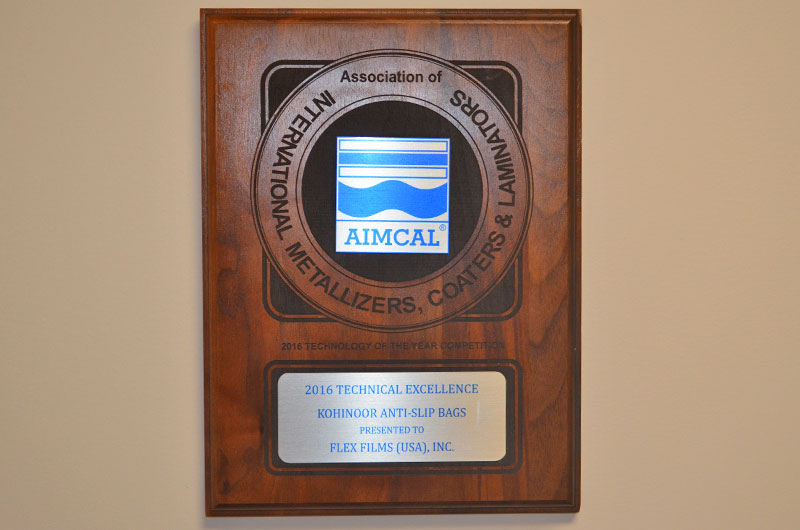 Association of
INTERNATIONAL METALLIZERS, COATERS & LAMINATORS
AIMCAL®
2016 TECHNOLOGY OF THE YEAR COMPETITION
2016 TECHNICAL EXCELLENCE
KOHINOOR ANTI-SLIP BAGS
PRESENTED TO
FLEX FILMS (USA), INC.